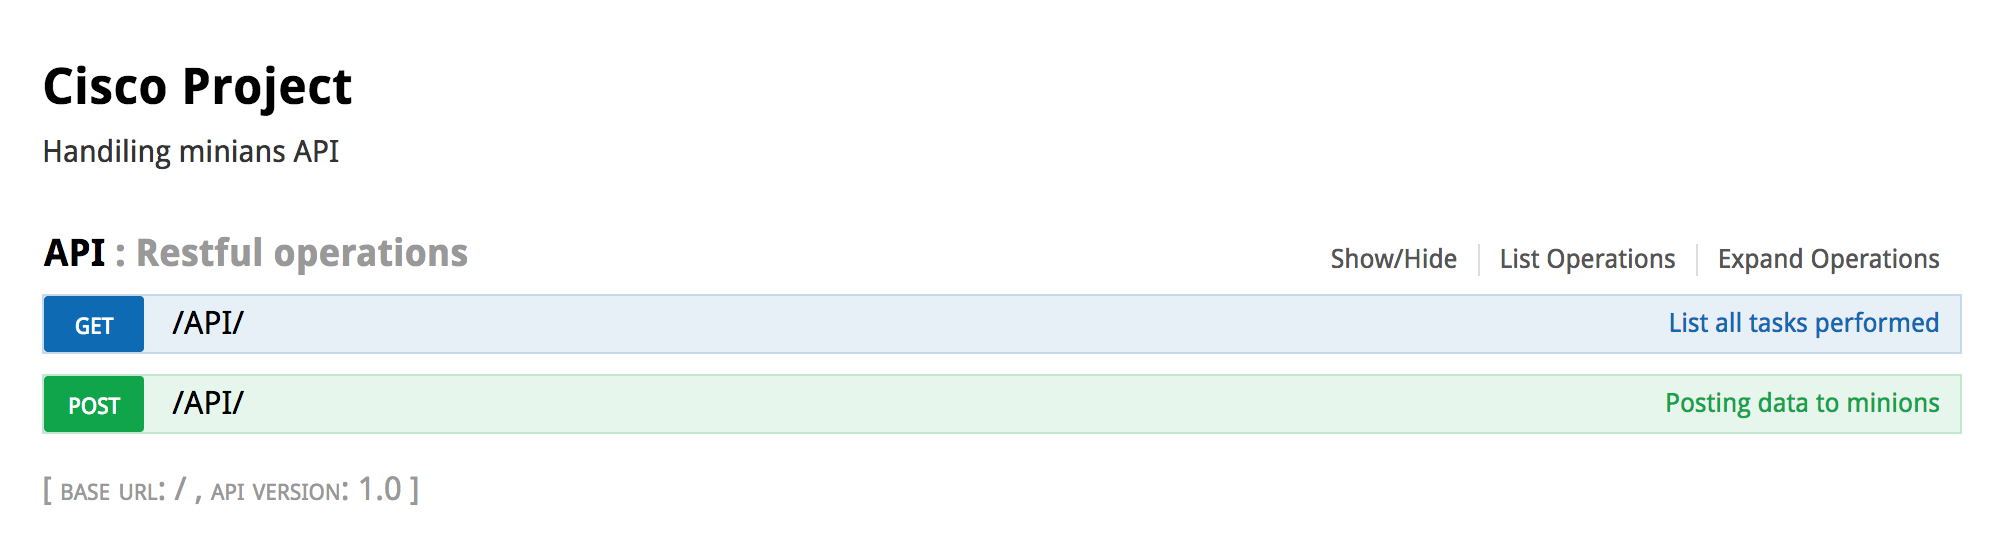 Cisco Project
Handiling minians API
API : Restful operations
Show/Hide List Operations Expand Operations
GET /API/ List all tasks performed
POST /API/ Posting data to minions
[ BASE URL: / , API VERSION: 1.0 ]